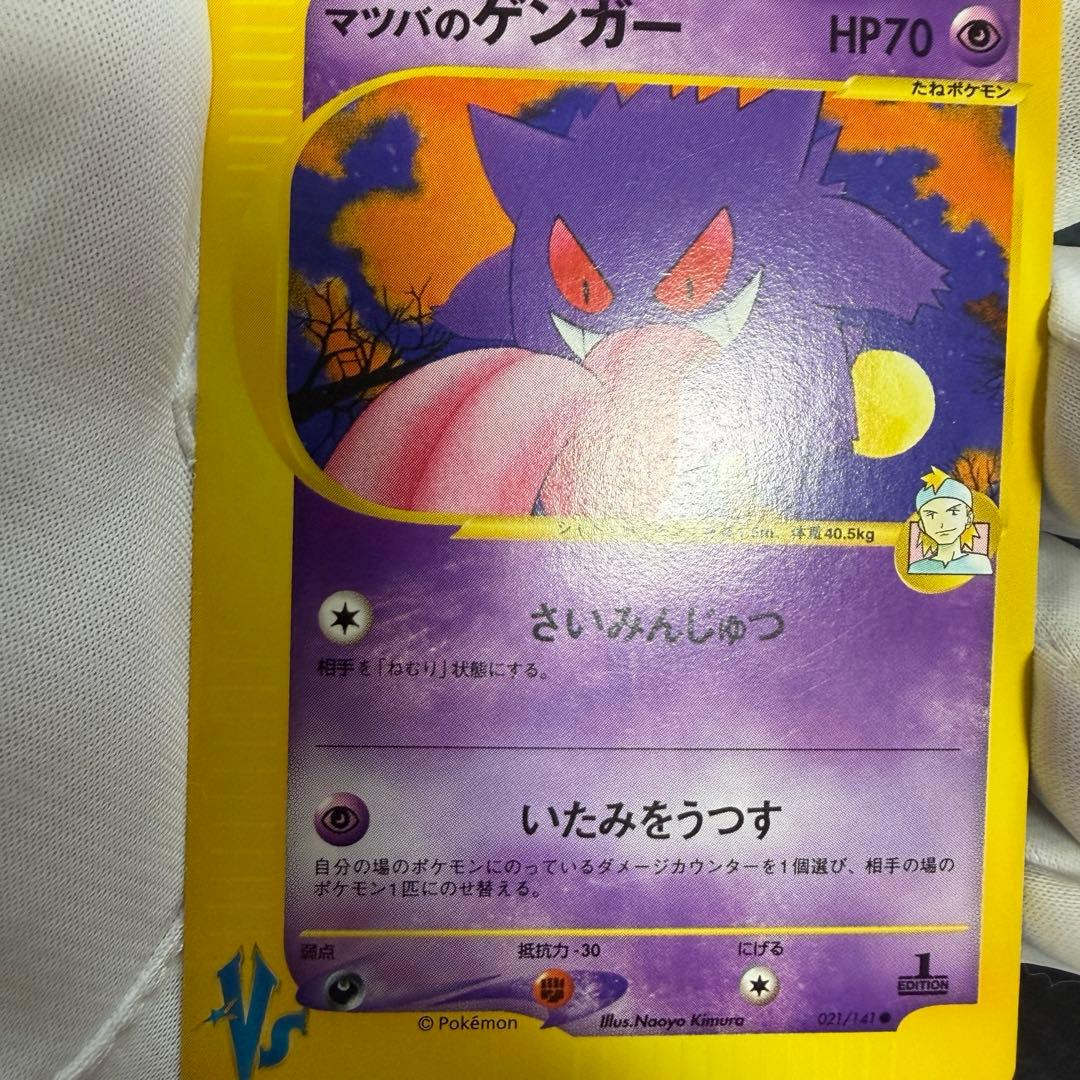 マツバのゲンガー HP70
たねポケモン
体重40.5kg
さいみんじゅつ
相手を「ねむり」状態にする。
いたみをうつす
自分の場のポケモンにのっているダメージカウンターを1個選び、相手の場の
ポケモン1匹にのせ替える。
弱点 抵抗力-30 にげる
1
EDITION
©Pokémon Illus.Naoyo Kimura 021/141●
VS